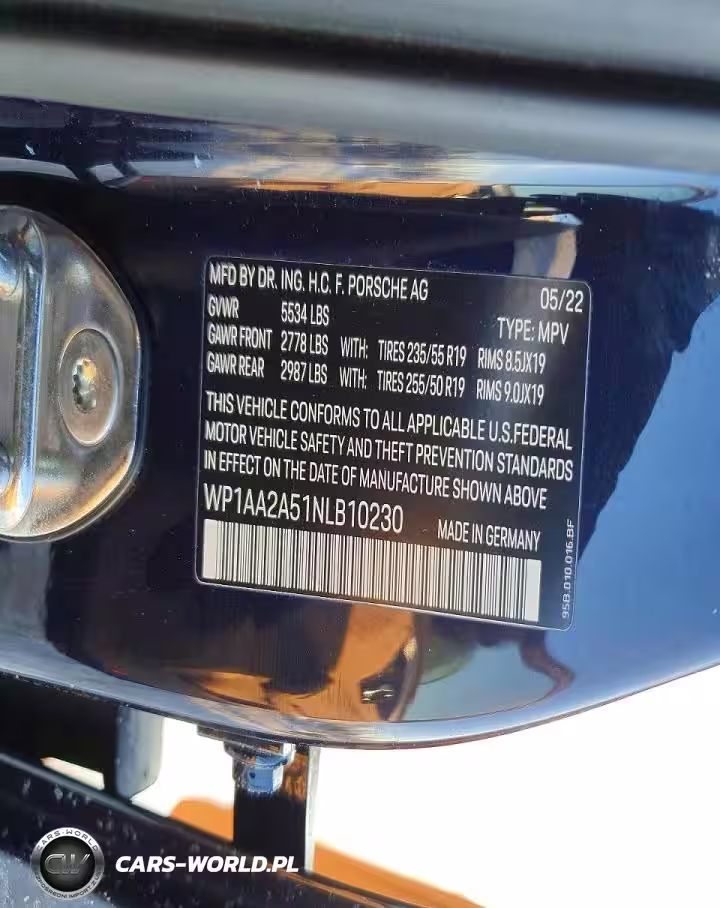 MFD BY DR. ING. H.C. F. PORSCHE AG 05/22
GVWR 5534 LBS TYPE: MPV
GAWR FRONT 2778 LBS WITH: TIRES 235/55 R19 RIMS 8.5JX19
GAWR REAR 2987 LBS WITH: TIRES 255/50 R19 RIMS 9.0JX19
THIS VEHICLE CONFORMS TO ALL APPLICABLE U.S.FEDERAL
MOTOR VEHICLE SAFETY AND THEFT PREVENTION STANDARDS
IN EFFECT ON THE DATE OF MANUFACTURE SHOWN ABOVE
WP1AA2A51NLB10230 MADE IN GERMANY
95B.010.016.BF
CARS-WORLD
CW
CARS-WORLD.PL